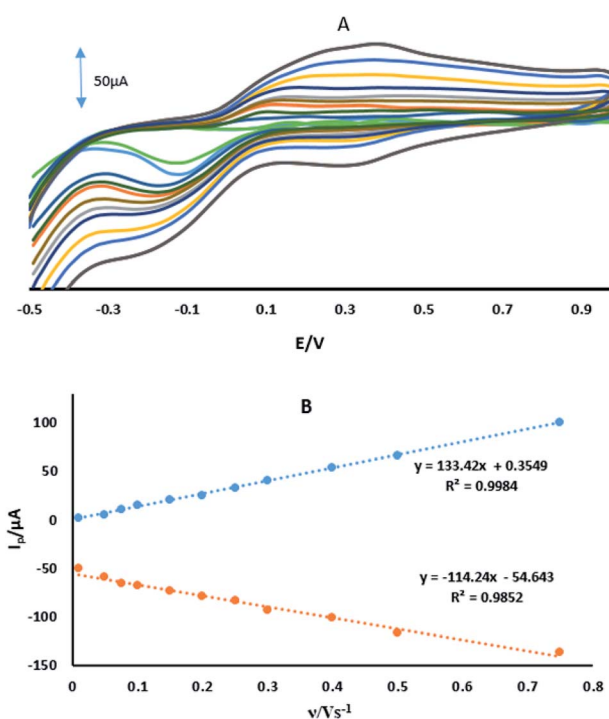 A
50µA
-0.5 -0.3 -0.1 0.1 0.3 0.5 0.7 0.9
E/V
B
100
50
0
-50
-100
-150
Ip/µA
y = 133.42x + 0.3549
R² = 0.9984
y = -114.24x - 54.643
R² = 0.9852
0 0.1 0.2 0.3 0.4 0.5 0.6 0.7 0.8
ν/Vs⁻¹